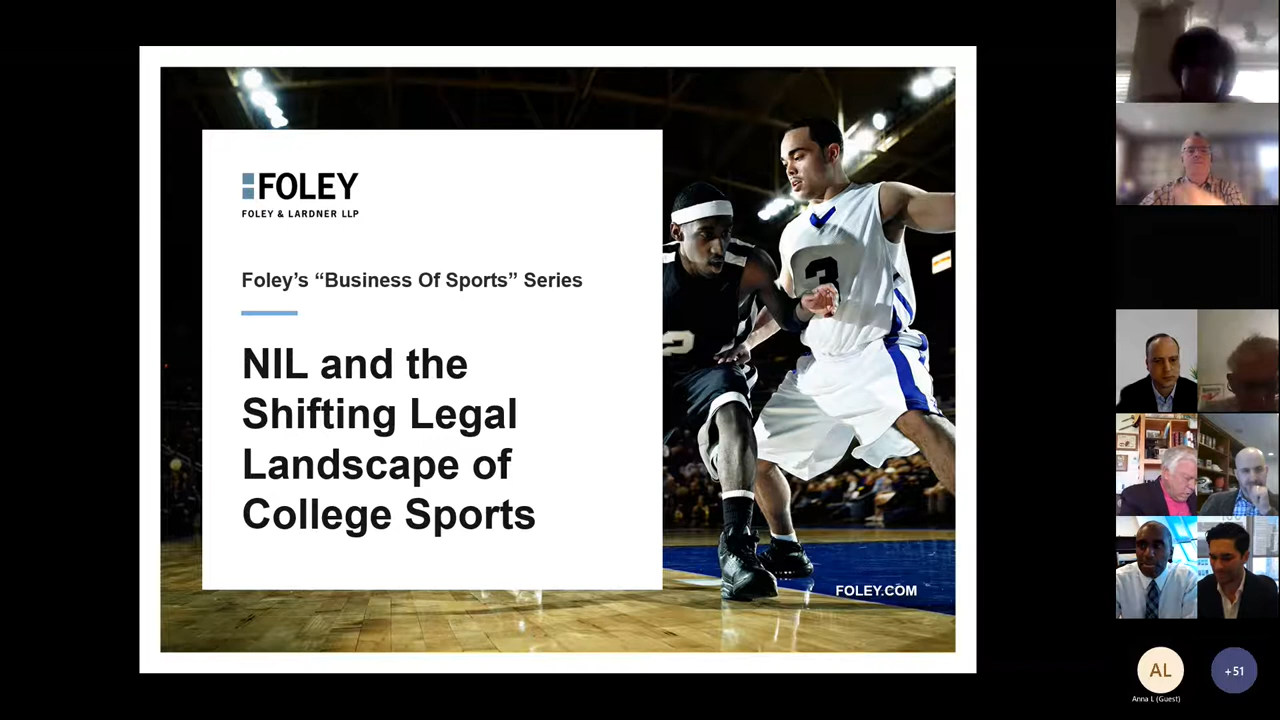 FOLEY
FOLEY & LARDNER LLP
Foley's “Business Of Sports” Series
NIL and the
Shifting Legal
Landscape of
College Sports
3
FOLEY.COM
AL
Anna L (Guest)
+51